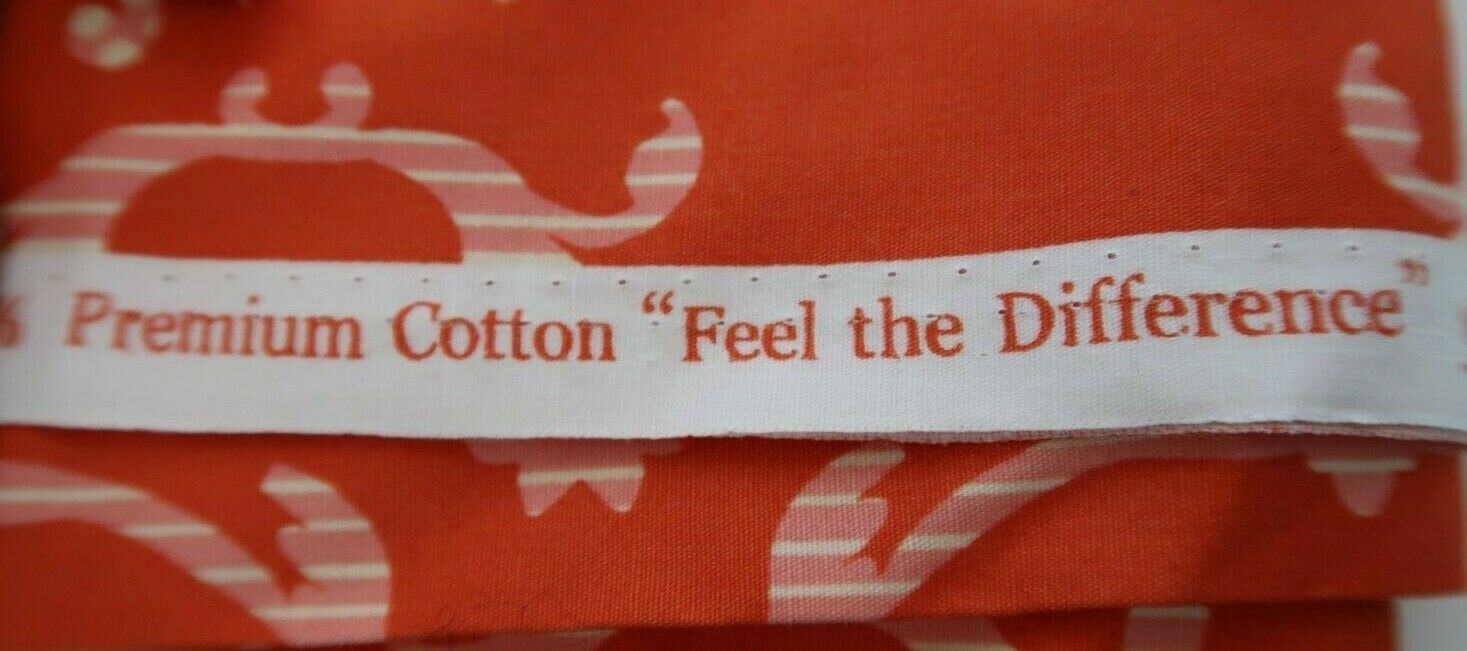 % Premium Cotton “Feel the Difference”